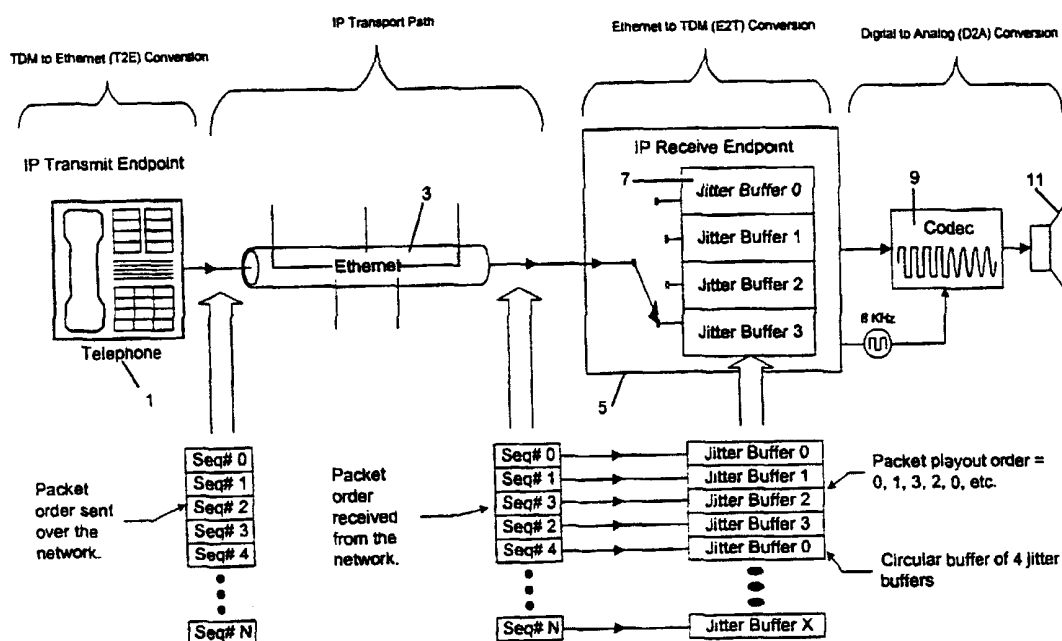 IP Transport Path
Ethernet to TDM (E2T) Conversion
Digital to Analog (D2A) Conversion
TDM to Ethernet (T2E) Conversion
IP Transmit Endpoint
Telephone
1
3
Ethernet
IP Receive Endpoint
7
Jitter Buffer 0
Jitter Buffer 1
Jitter Buffer 2
Jitter Buffer 3
5
9
Codec
11
8 KHz
Packet
order sent
over the
network.
Seq# 0
Seq# 1
Seq# 2
Seq# 3
Seq# 4
Seq# N
Packet
order
received
from the
network.
Seq# 0
Seq# 1
Seq# 3
Seq# 2
Seq# 4
Seq# N
Jitter Buffer 0
Jitter Buffer 1
Jitter Buffer 2
Jitter Buffer 3
Jitter Buffer 0
Jitter Buffer X
Packet playout order =
0, 1, 3, 2, 0, etc.
Circular buffer of 4 jitter
buffers